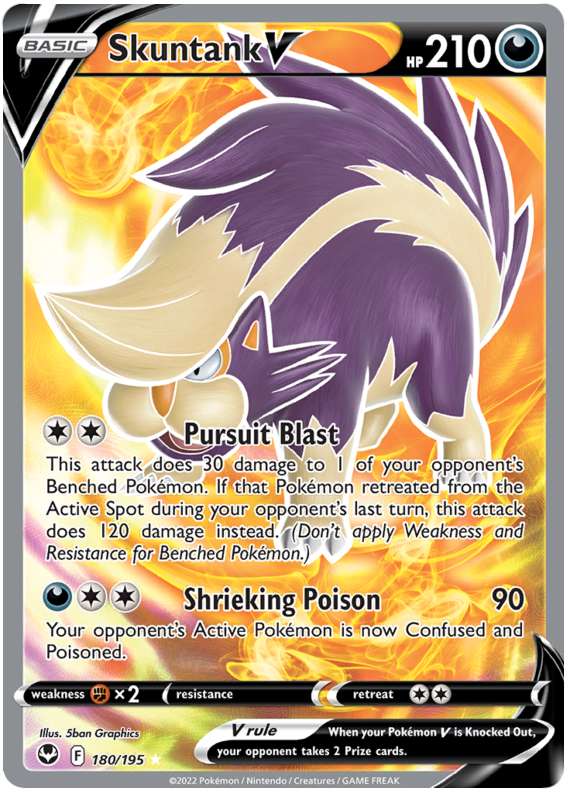 BASIC Skuntank V HP 210
Pursuit Blast
This attack does 30 damage to 1 of your opponent's
Benched Pokémon. If that Pokémon retreated from the
Active Spot during your opponent's last turn, this attack
does 120 damage instead. (Don't apply Weakness and
Resistance for Benched Pokémon.)
Shrieking Poison 90
Your opponent's Active Pokémon is now Confused and
Poisoned.
weakness ×2 resistance retreat
Illus. 5ban Graphics
V rule When your Pokémon V is Knocked Out,
your opponent takes 2 Prize cards.
F 180/195
©2022 Pokémon / Nintendo / Creatures / GAME FREAK